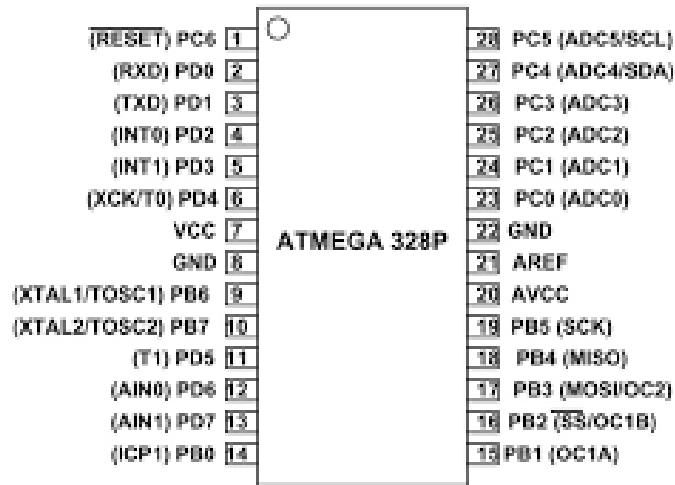 (RESET) PC6 1
(RXD) PD0 2
(TXD) PD1 3
(INT0) PD2 4
(INT1) PD3 5
(XCK/T0) PD4 6
VCC 7
GND 8
(XTAL1/TOSC1) PB6 9
(XTAL2/TOSC2) PB7 10
(T1) PD5 11
(AIN0) PD6 12
(AIN1) PD7 13
(ICP1) PB0 14
ATMEGA 328P
28 PC5 (ADC5/SCL)
27 PC4 (ADC4/SDA)
26 PC3 (ADC3)
25 PC2 (ADC2)
24 PC1 (ADC1)
23 PC0 (ADC0)
22 GND
21 AREF
20 AVCC
19 PB5 (SCK)
18 PB4 (MISO)
17 PB3 (MOSI/OC2)
16 PB2 (SS/OC1B)
15 PB1 (OC1A)